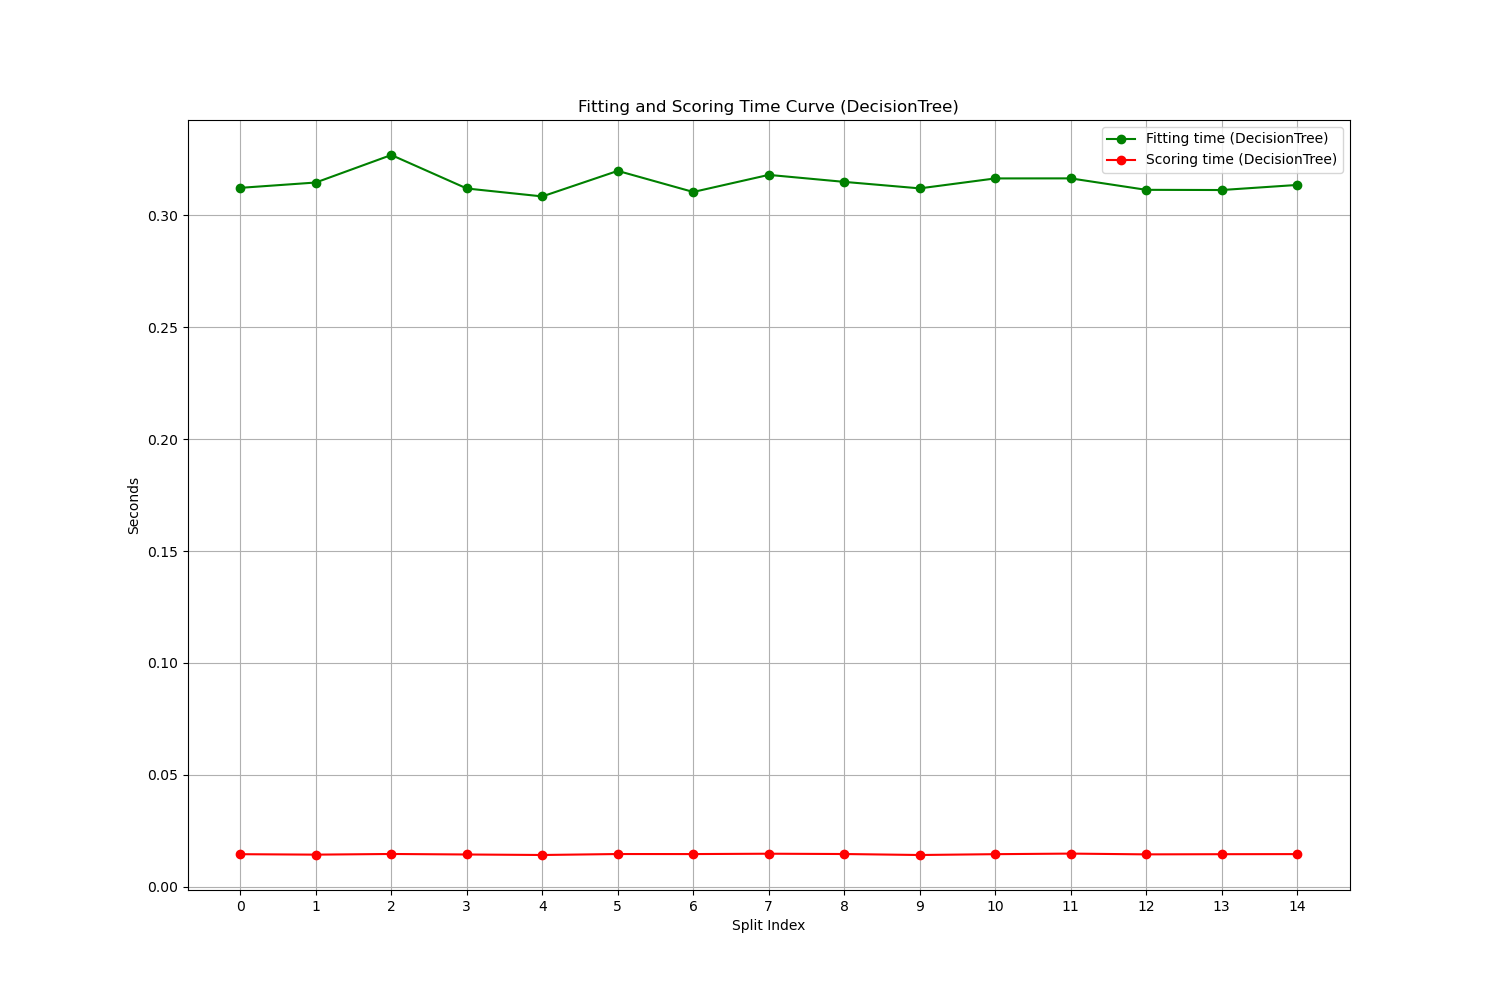 Fitting and Scoring Time Curve (DecisionTree)
Fitting time (DecisionTree)
Scoring time (DecisionTree)
0.30
0.25
0.20
0.15
0.10
0.05
0.00
Seconds
0 1 2 3 4 5 6 7 8 9 10 11 12 13 14
Split Index